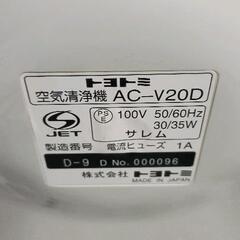 トヨトミ
空気清浄機 AC-V20D
S JET
PS E 100V 50/60Hz
30/35W
サレム
製造番号 電流ヒューズ 1A
D-9 D No. 000096
株式会社 トヨトミ
MADE IN JAPAN